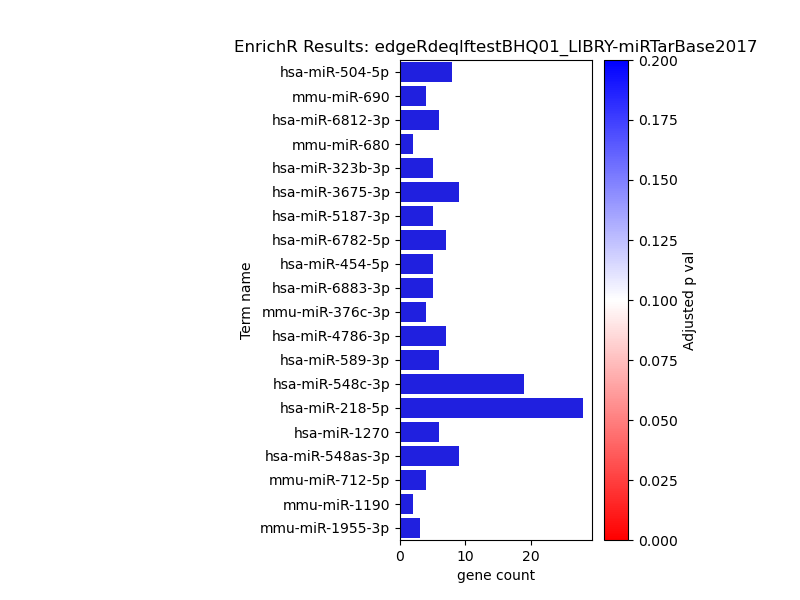 EnrichR Results: edgeRdeqlftestBHQ01_LIBRY-miRTarBase2017
hsa-miR-504-5p
mmu-miR-690
hsa-miR-6812-3p
mmu-miR-680
hsa-miR-323b-3p
hsa-miR-3675-3p
hsa-miR-5187-3p
hsa-miR-6782-5p
hsa-miR-454-5p
hsa-miR-6883-3p
mmu-miR-376c-3p
hsa-miR-4786-3p
hsa-miR-589-3p
hsa-miR-548c-3p
hsa-miR-218-5p
hsa-miR-1270
hsa-miR-548as-3p
mmu-miR-712-5p
mmu-miR-1190
mmu-miR-1955-3p
Term name
0 10 20
gene count
0.200
0.175
0.150
0.125
0.100
0.075
0.050
0.025
0.000
Adjusted p val